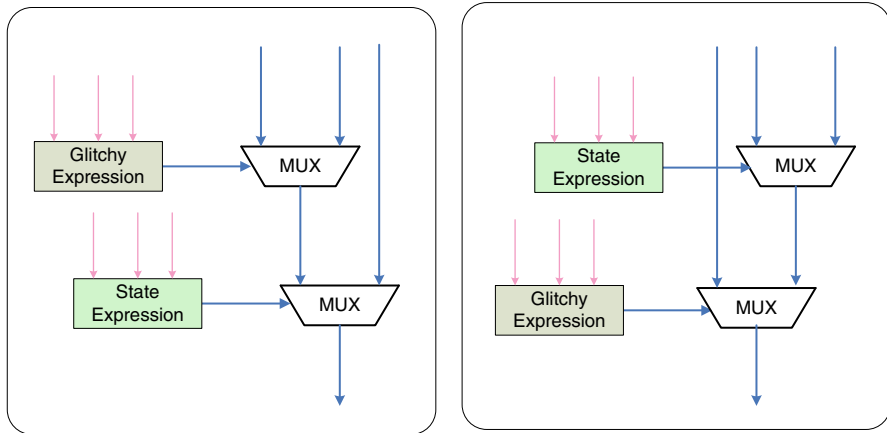 Glitchy
Expression
MUX
State
Expression
MUX
State
Expression
MUX
Glitchy
Expression
MUX